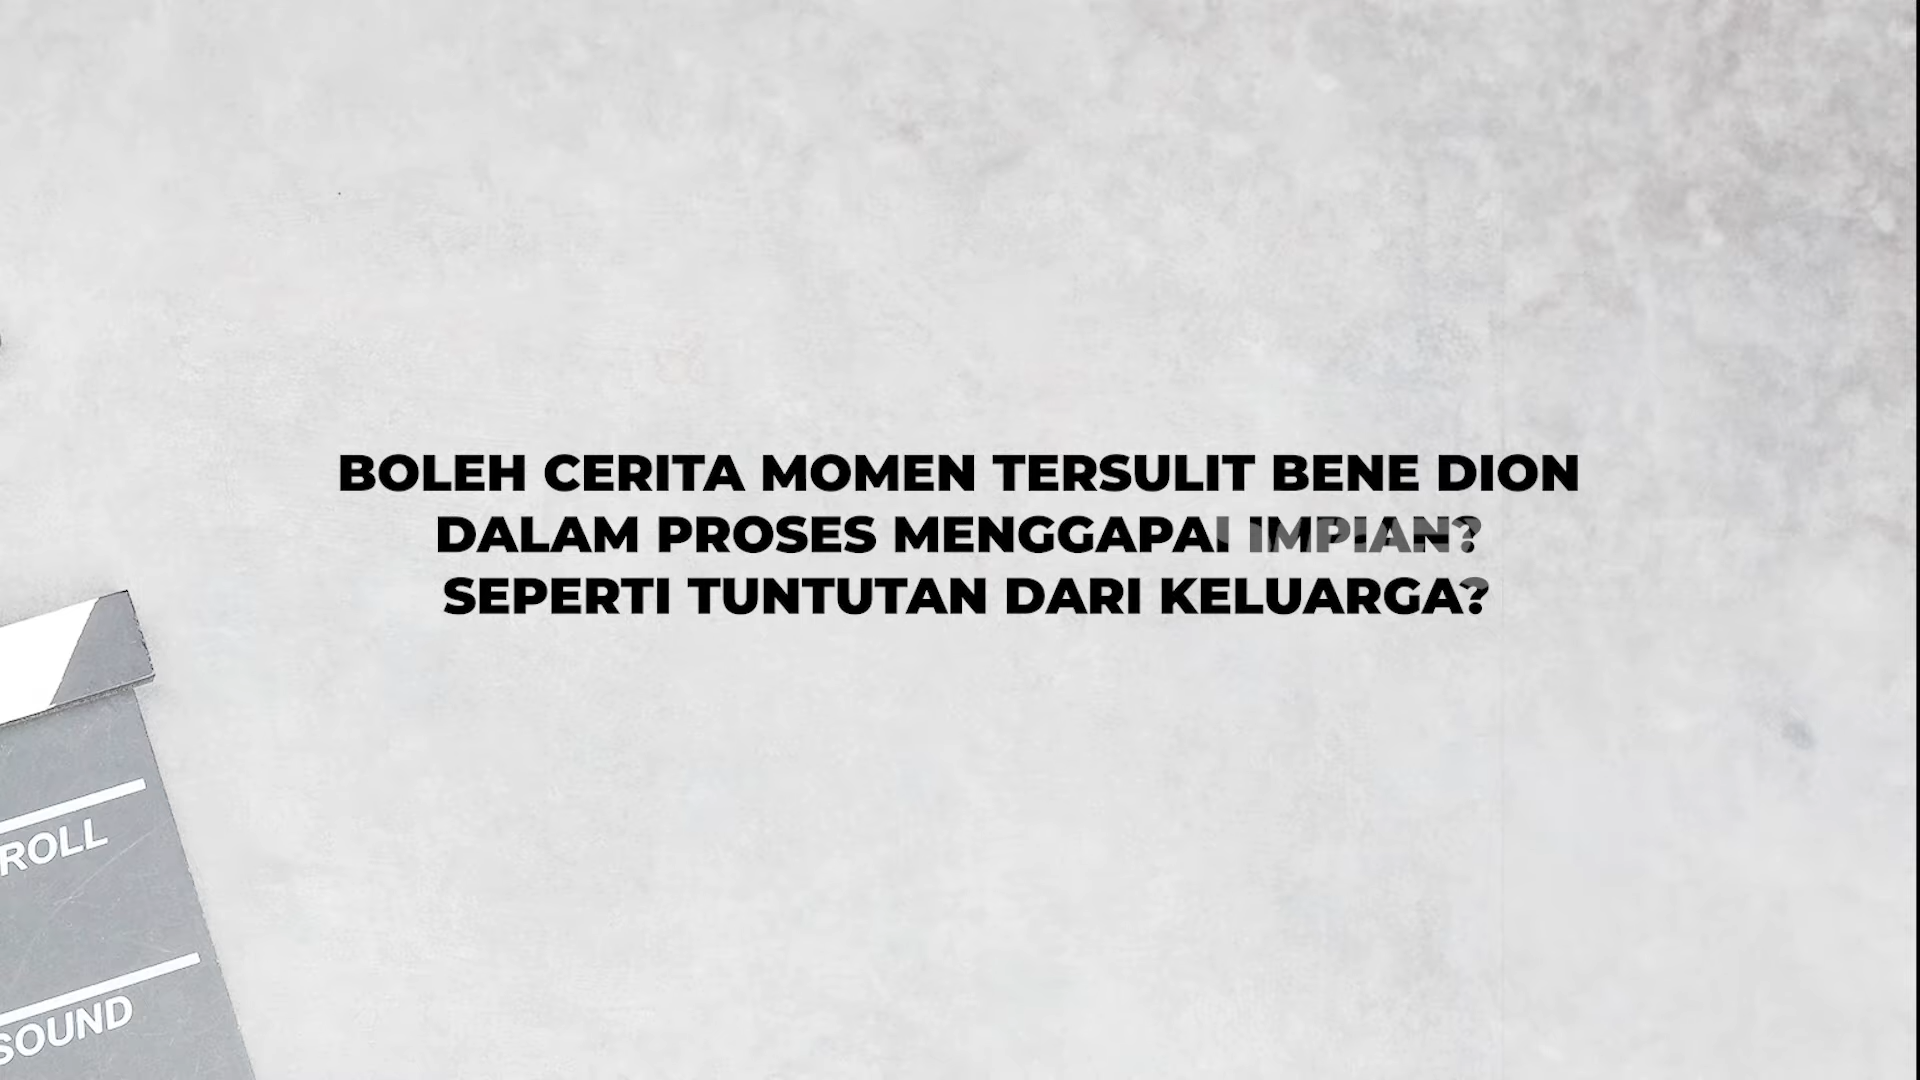 BOLEH CERITA MOMEN TERSULIT BENE DION
DALAM PROSES MENGGAPAI IMPIAN?
SEPERTI TUNTUTAN DARI KELUARGA?
ROLL
SOUND